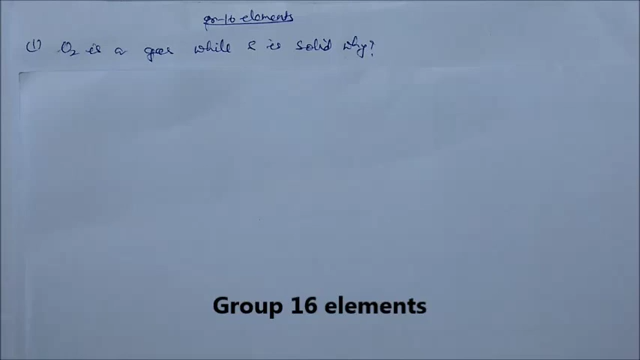 gr-16 elements
(1) O2 is a gas while S is solid why?
Group 16 elements